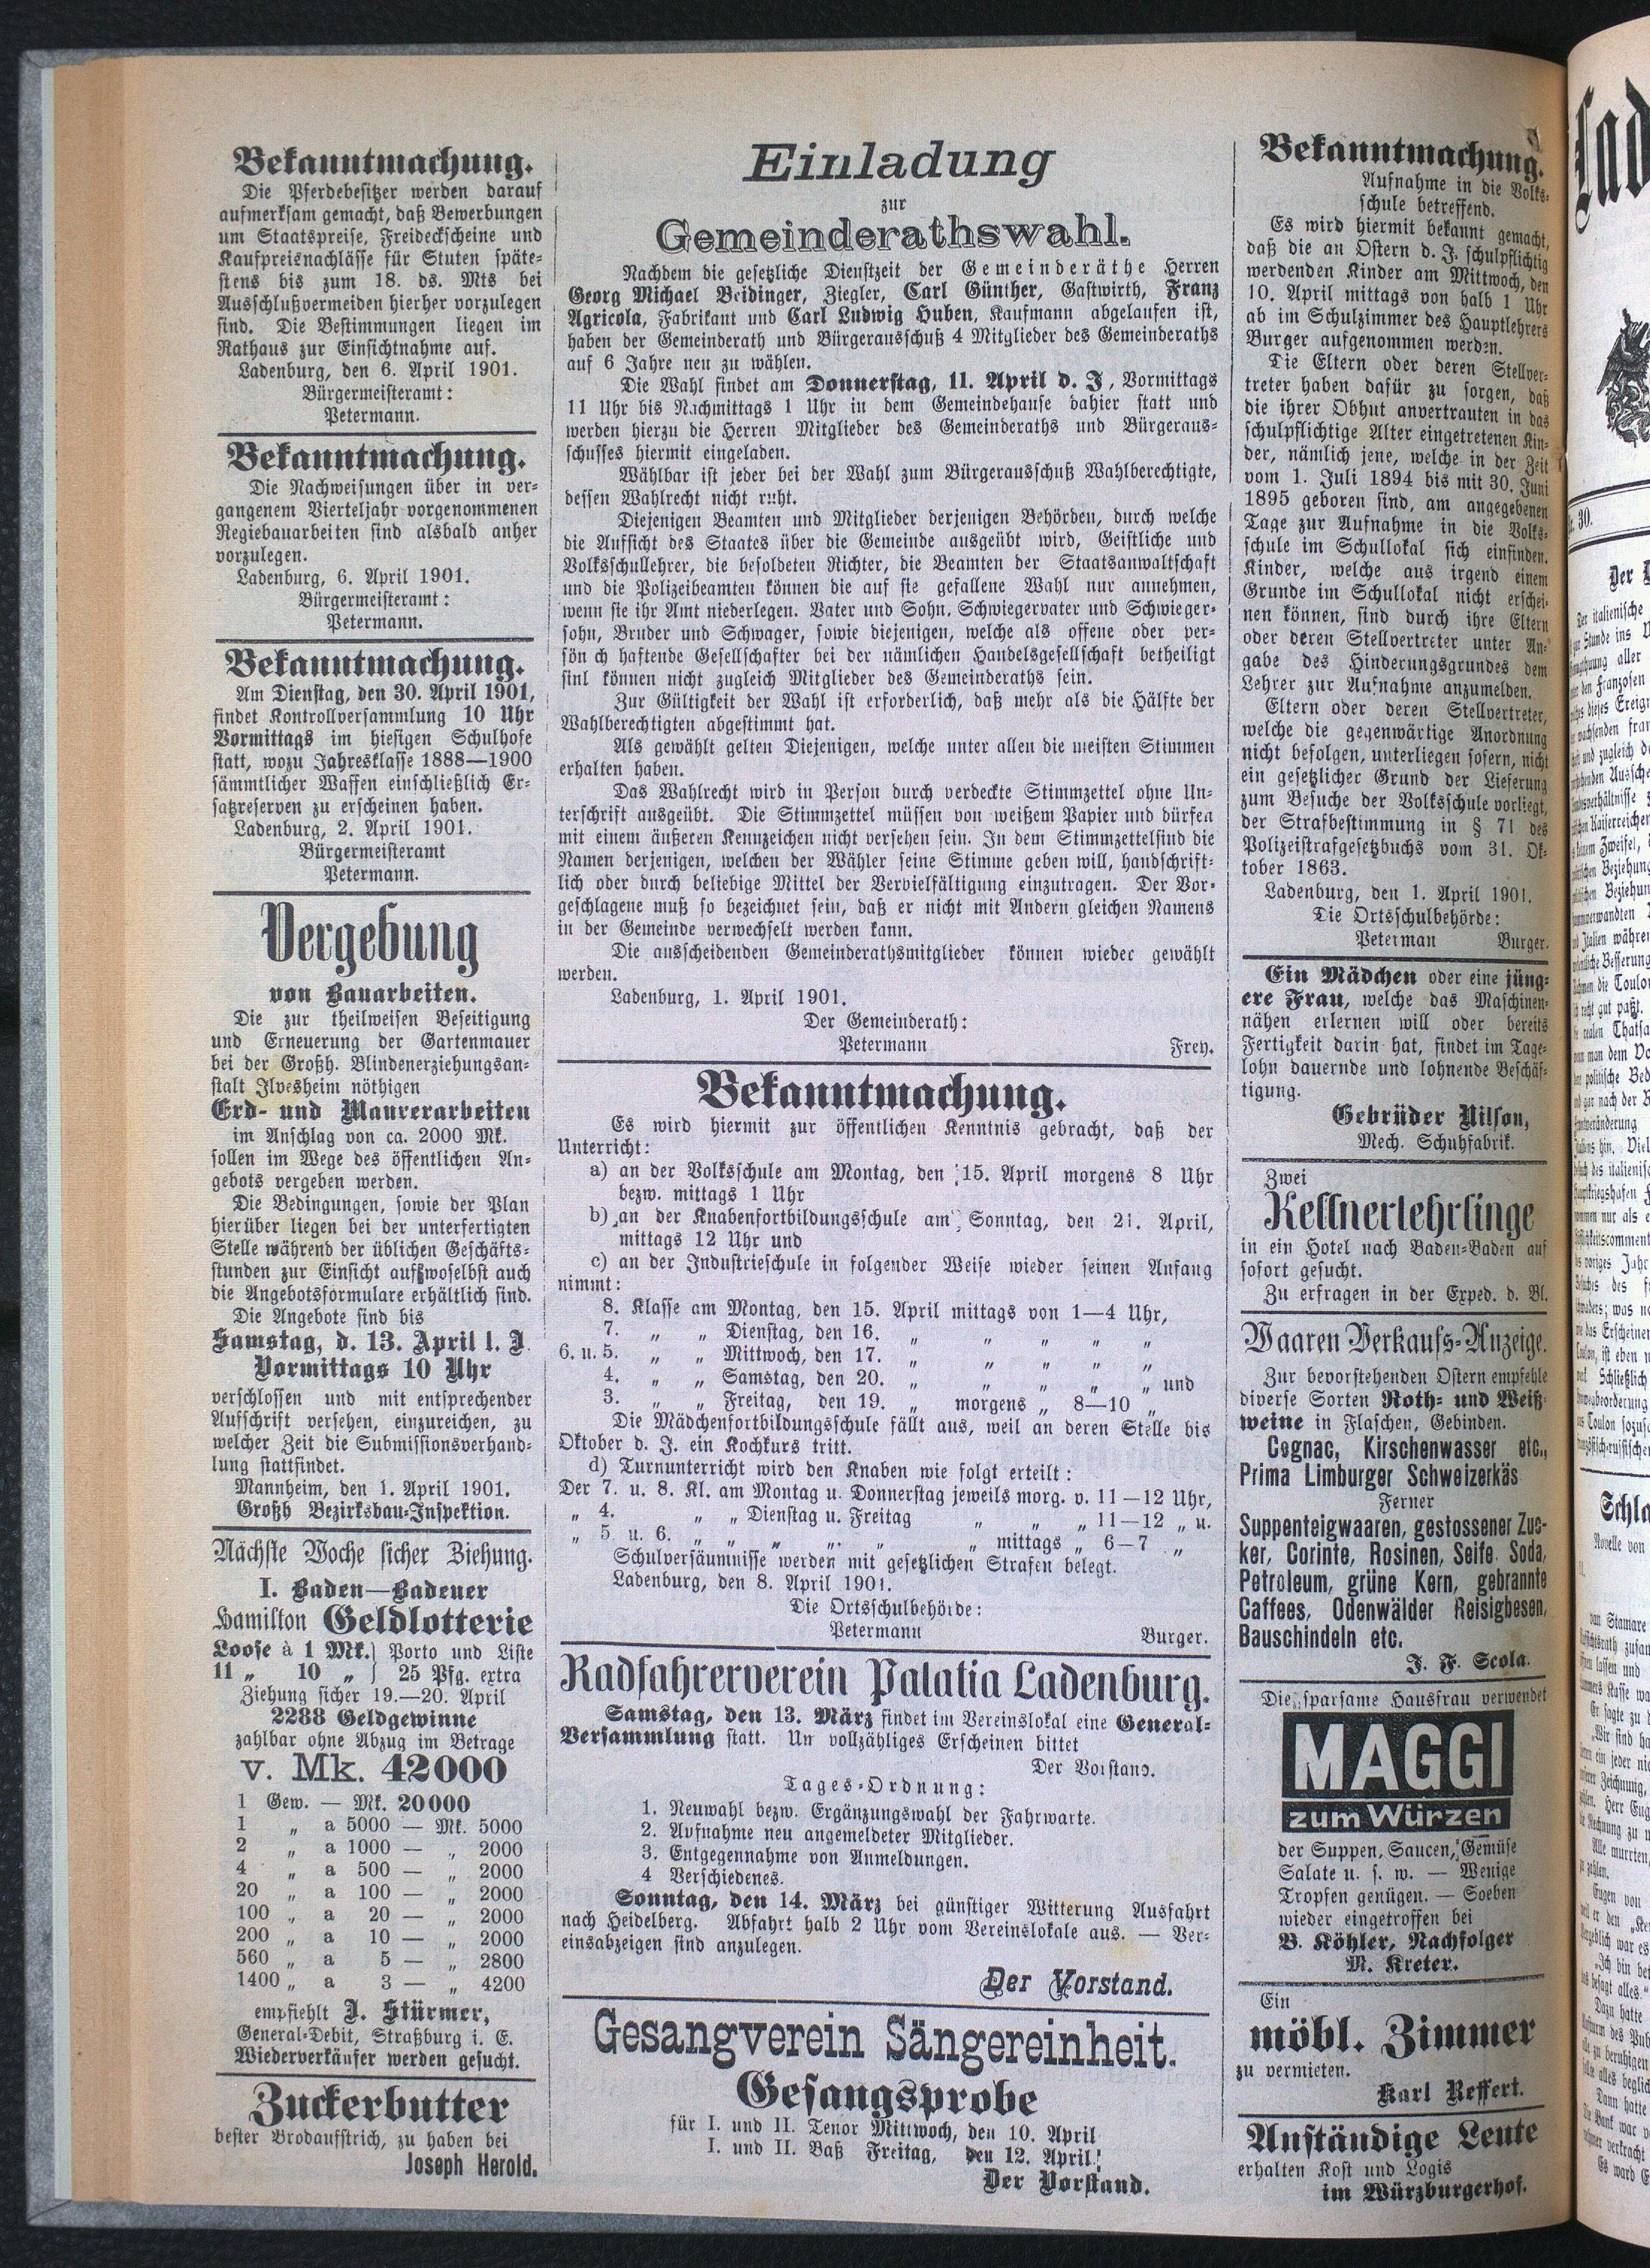 Bekanntmachung.
Die Pferdebesitzer werden darauf
aufmerksam gemacht, daß Bewerbungen
um Staatspreise, Freideckscheine und
Kaufpreisnachlässe für Stuten späte-
stens bis zum 18. ds. Mts bei
Ausschlußvermeiden hierher vorzulegen
sind. Die Bestimmungen liegen im
Rathaus zur Einsichtnahme auf.
Ladenburg, den 6. April 1901.
Bürgermeisteramt:
Petermann.
Bekanntmachung.
Die Nachweisungen über in ver-
gangenem Vierteljahr vorgenommenen
Regiebauarbeiten sind alsbald anher
vorzulegen.
Ladenburg, 6. April 1901.
Bürgermeisteramt:
Petermann.
Bekanntmachung.
Am Dienstag, den 30. April 1901,
findet Kontrollversammlung 10 Uhr
Vormittags im hiesigen Schulhofe
statt, wozu Jahresklasse 1888—1900
sämmtlicher Waffen einschließlich Er-
satzreserven zu erscheinen haben.
Ladenburg, 2. April 1901.
Bürgermeisteramt
Petermann.
Vergebung
von Bauarbeiten.
Die zur theilweisen Beseitigung
und Erneuerung der Gartenmauer
bei der Großh. Blindenerziehungsan-
stalt Ilvesheim nöthigen
Erd- und Maurerarbeiten
im Anschlag von ca. 2000 Mk.
sollen im Wege des öffentlichen An-
gebots vergeben werden.
Die Bedingungen, sowie der Plan
hierüber liegen bei der unterfertigten
Stelle während der üblichen Geschäfts-
stunden zur Einsicht auf woselbst auch
die Angebotsformulare erhältlich sind.
Die Angebote sind bis
Samstag, d. 13. April l. J.
Vormittags 10 Uhr
verschlossen und mit entsprechender
Aufschrift versehen, einzureichen, zu
welcher Zeit die Submissionsverhand-
lung stattfindet.
Mannheim, den 1. April 1901.
Großh Bezirksbau-Inspektion.
Nächste Woche sicher Ziehung.
I. Baden—Badener
Hamilton Geldlotterie
Loose à 1 Mk. } Porto und Liste
11 „ 10 „ } 25 Pfg. extra
Ziehung sicher 19.—20. April
2288 Geldgewinne
zahlbar ohne Abzug im Betrage
v. Mk. 42000
1 Gew. — Mk. 20000
1 „ a 5000 — Mk. 5000
2 „ a 1000 — „ 2000
4 „ a 500 — „ 2000
20 „ a 100 — „ 2000
100 „ a 20 — „ 2000
200 „ a 10 — „ 2000
560 „ a 5 — „ 2800
1400 „ a 3 — „ 4200
empfiehlt J. Stürmer,
General-Debit, Straßburg i. E.
Wiederverkäufer werden gesucht.
Zuckerbutter
bester Brodaufstrich, zu haben bei
Joseph Herold.
Einladung
zur
Gemeinderathswahl.
Nachdem die gesetzliche Dienstzeit der Gemeinderäthe Herren
Georg Michael Beidinger, Ziegler, Carl Günther, Gastwirth, Franz
Agricola, Fabrikant und Carl Ludwig Huben, Kaufmann abgelaufen ist,
haben der Gemeinderath und Bürgerausschuß 4 Mitglieder des Gemeinderaths
auf 6 Jahre neu zu wählen.
Die Wahl findet am Donnerstag, 11. April d. J, Vormittags
11 Uhr bis Nachmittags 1 Uhr in dem Gemeindehause dahier statt und
werden hierzu die Herren Mitglieder des Gemeinderaths und Bürgeraus-
schusses hiermit eingeladen.
Wählbar ist jeder bei der Wahl zum Bürgerausschuß Wahlberechtigte,
dessen Wahlrecht nicht ruht.
Diejenigen Beamten und Mitglieder derjenigen Behörden, durch welche
die Aufsicht des Staates über die Gemeinde ausgeübt wird, Geistliche und
Volksschullehrer, die besoldeten Richter, die Beamten der Staatsanwaltschaft
und die Polizeibeamten können die auf sie gefallene Wahl nur annehmen,
wenn sie ihr Amt niederlegen. Vater und Sohn, Schwiegervater und Schwieger-
sohn, Bruder und Schwager, sowie diejenigen, welche als offene oder per-
sön ch haftende Gesellschafter bei der nämlichen Handelsgesellschaft betheiligt
sinl können nicht zugleich Mitglieder des Gemeinderaths sein.
Zur Gültigkeit der Wahl ist erforderlich, daß mehr als die Hälfte der
Wahlberechtigten abgestimmt hat.
Als gewählt gelten Diejenigen, welche unter allen die meisten Stimmen
erhalten haben.
Das Wahlrecht wird in Person durch verdeckte Stimmzettel ohne Un-
terschrift ausgeübt. Die Stimmzettel müssen von weißem Papier und dürfen
mit einem äußeren Kennzeichen nicht versehen sein. In dem Stimmzettelsind die
Namen derjenigen, welchen der Wähler seine Stimme geben will, handschrift-
lich oder durch beliebige Mittel der Vervielfältigung einzutragen. Der Vor-
geschlagene muß so bezeichnet sein, daß er nicht mit Andern gleichen Namens
in der Gemeinde verwechselt werden kann.
Die ausscheidenden Gemeinderathsmitglieder können wieder gewählt
werden.
Ladenburg, 1. April 1901.
Der Gemeinderath:
Petermann Frey.
Bekanntmachung.
Es wird hiermit zur öffentlichen Kenntnis gebracht, daß der
Unterricht:
a) an der Volksschule am Montag, den 15. April morgens 8 Uhr
bezw. mittags 1 Uhr
b) an der Knabenfortbildungsschule am Sonntag, den 21. April,
mittags 12 Uhr und
c) an der Industrieschule in folgender Weise wieder seinen Anfang
nimmt:
8. Klasse am Montag, den 15. April mittags von 1—4 Uhr,
7. „ „ Dienstag, den 16. „ „ „ „ „
6. u. 5. „ „ Mittwoch, den 17. „ „ „ „ „
4. „ „ Samstag, den 20. „ „ „ „ „ und
3. „ „ Freitag, den 19. „ morgens „ 8—10 „
Die Mädchenfortbildungsschule fällt aus, weil an deren Stelle bis
Oktober d. J. ein Kochkurs tritt.
d) Turnunterricht wird den Knaben wie folgt erteilt:
Der 7. u. 8. Kl. am Montag u. Donnerstag jeweils morg. v. 11—12 Uhr,
„ 4. „ „ Dienstag u. Freitag „ „ „ 11—12 „ u.
„ 5 u. 6. „ „ „ „ „ „ mittags „ 6—7 „
Schulversäumnisse werden mit gesetzlichen Strafen belegt.
Ladenburg, den 8. April 1901.
Die Ortsschulbehörde:
Petermann Burger.
Radfahrerverein Palatia Ladenburg.
Samstag, den 13. März findet im Vereinslokal eine General-
Versammlung statt. Um vollzähliges Erscheinen bittet
Der Vorstand.
Tages-Ordnung:
1. Neuwahl bezw. Ergänzungswahl der Fahrwarte.
2. Aufnahme neu angemeldeter Mitglieder.
3. Entgegennahme von Anmeldungen.
4 Verschiedenes.
Sonntag, den 14. März bei günstiger Witterung Ausfahrt
nach Heidelberg. Abfahrt halb 2 Uhr vom Vereinslokale aus. — Ver-
einsabzeigen sind anzulegen.
Der Vorstand.
Gesangverein Sängereinheit.
Gesangsprobe
für I. und II. Tenor Mittwoch, den 10. April
I. und II. Baß Freitag, den 12. April!
Der Vorstand.
Bekanntmachung.
Aufnahme in die Volks-
schule betreffend.
Es wird hiermit bekannt gemacht,
daß die an Ostern d. J. schulpflichtig
werdenden Kinder am Mittwoch, den
10. April mittags von halb 1 Uhr
ab im Schulzimmer des Hauptlehrers
Burger aufgenommen werden.
Die Eltern oder deren Stellver-
treter haben dafür zu sorgen, daß
die ihrer Obhut anvertrauten in das
schulpflichtige Alter eingetretenen Kin-
der, nämlich jene, welche in der Zeit
vom 1. Juli 1894 bis mit 30. Juni
1895 geboren sind, am angegebenen
Tage zur Aufnahme in die Volks-
schule im Schullokal sich einfinden.
Kinder, welche aus irgend einem
Grunde im Schullokal nicht erschei-
nen können, sind durch ihre Eltern
oder deren Stellvertreter unter An-
gabe des Hinderungsgrundes dem
Lehrer zur Aufnahme anzumelden.
Eltern oder deren Stellvertreter,
welche die gegenwärtige Anordnung
nicht befolgen, unterliegen sofern, nicht
ein gesetzlicher Grund der Lieferung
zum Besuche der Volksschule vorliegt,
der Strafbestimmung in § 71 des
Polizeistrafgesetzbuchs vom 31. Ok-
tober 1863.
Ladenburg, den 1. April 1901.
Die Ortsschulbehörde:
Peterman Burger.
Ein Mädchen oder eine jüng-
ere Frau, welche das Maschinen-
nähen erlernen will oder bereits
Fertigkeit darin hat, findet im Tage-
lohn dauernde und lohnende Beschäf-
tigung.
Gebrüder Nilson,
Mech. Schuhfabrik.
Zwei
Kellnerlehrlinge
in ein Hotel nach Baden-Baden auf
sofort gesucht.
Zu erfragen in der Exped. d. Bl.
Waaren Verkaufs-Anzeige.
Zur bevorstehenden Ostern empfehle
diverse Sorten Roth- und Weiß-
weine in Flaschen, Gebinden.
Cognac, Kirschenwasser etc.,
Prima Limburger Schweizerkäs
Ferner
Suppenteigwaaren, gestossener Zuc-
ker, Corinte, Rosinen, Seife Soda,
Petroleum, grüne Kern, gebrannte
Caffees, Odenwälder Reisigbesen,
Bauschindeln etc.
J. F. Scola.
Die sparsame Hausfrau verwendet
MAGGI
zum Würzen
der Suppen, Saucen, Gemüse
Salate u. s. w. — Wenige
Tropfen genügen. — Soeben
wieder eingetroffen bei
B. Köhler, Nachfolger
M. Kreter.
Ein
möbl. Zimmer
zu vermieten.
Karl Reffert.
Anständige Leute
erhalten Kost und Logis
im Würzburgerhof.